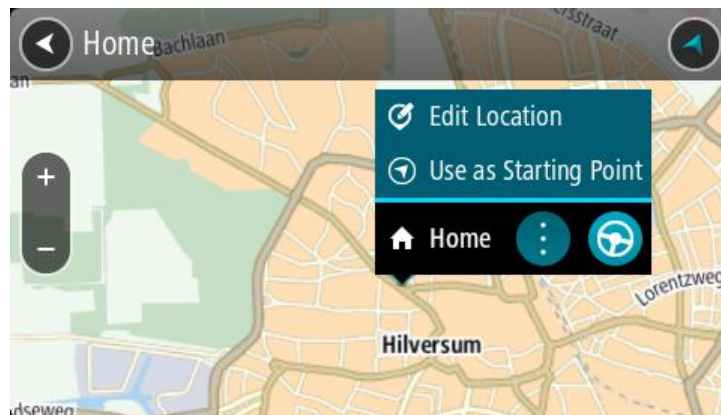 Home
Bachlaan
Edit Location
Use as Starting Point
+
Home
−
Lorentzweg
Hilversum